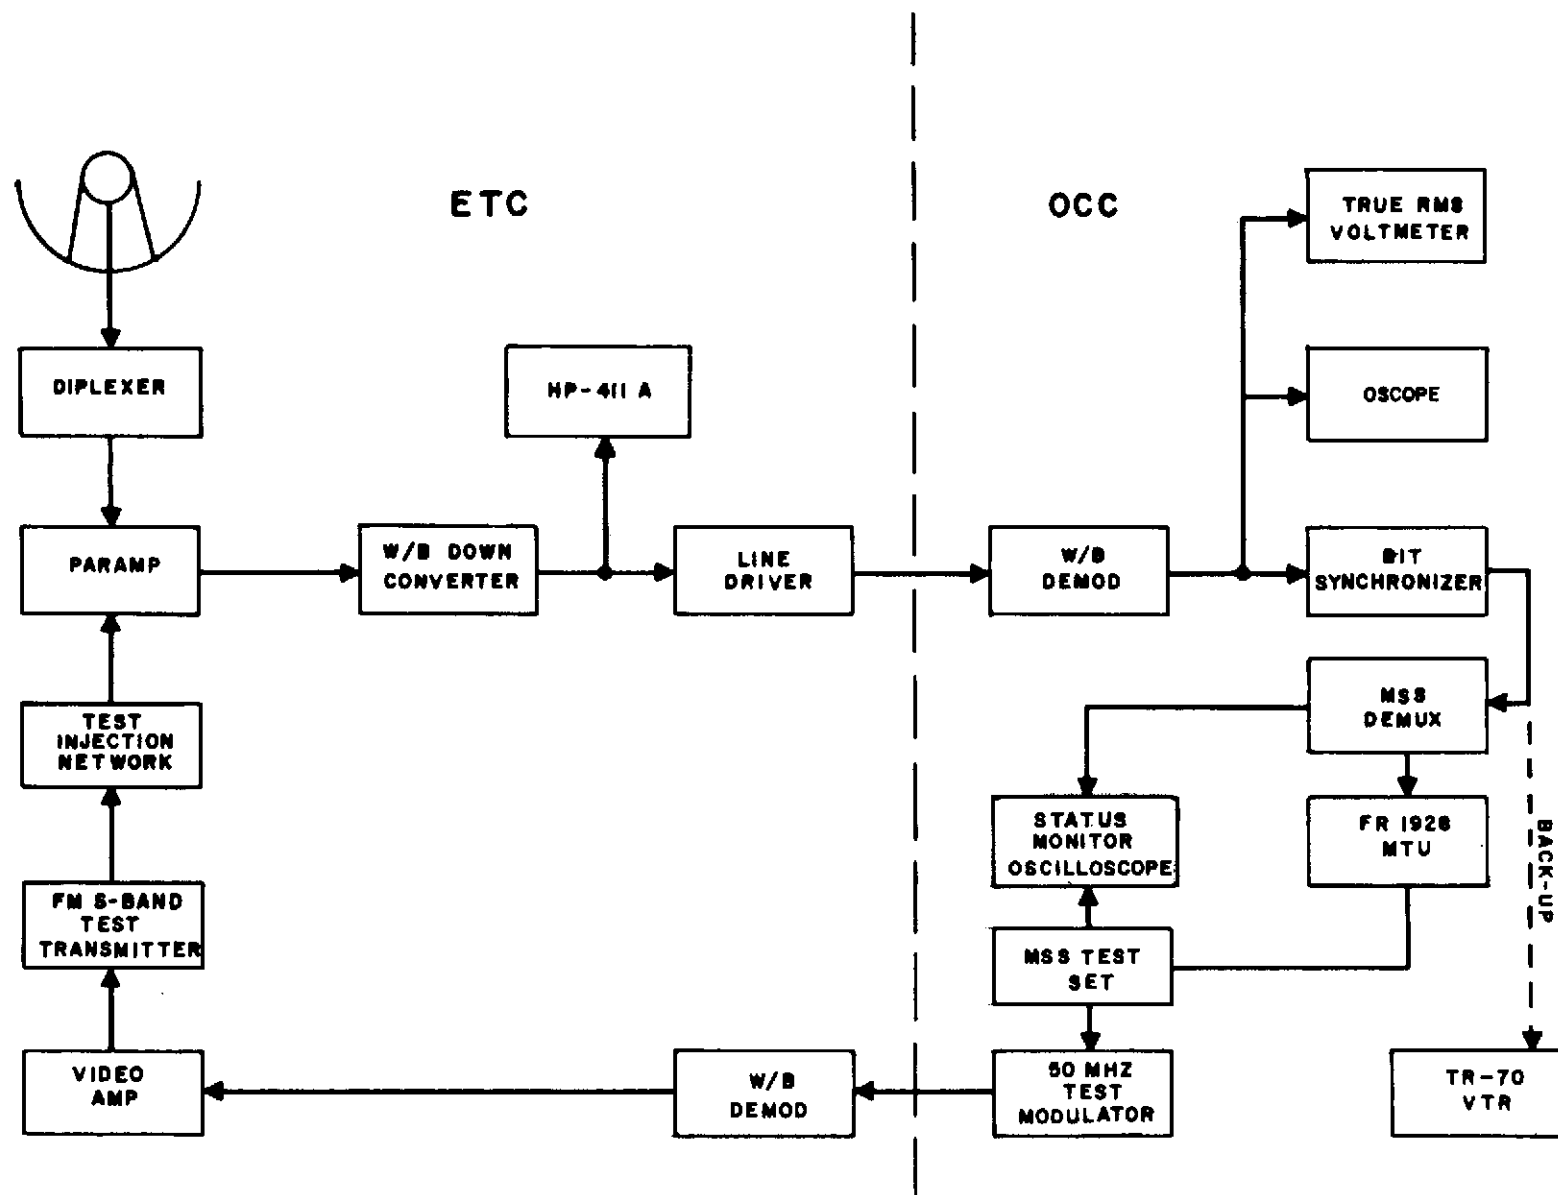 ETC
OCC
TRUE RMS
VOLTMETER
DIPLEXER
HP-411 A
OSCOPE
PARAMP
W/B DOWN
CONVERTER
LINE
DRIVER
W/B
DEMOD
BIT
SYNCHRONIZER
TEST
INJECTION
NETWORK
MSS
DEMUX
STATUS
MONITOR
OSCILLOSCOPE
FR 1928
MTU
BACK-UP
FM S-BAND
TEST
TRANSMITTER
MSS TEST
SET
VIDEO
AMP
W/B
DEMOD
50 MHZ
TEST
MODULATOR
TR-70
VTR